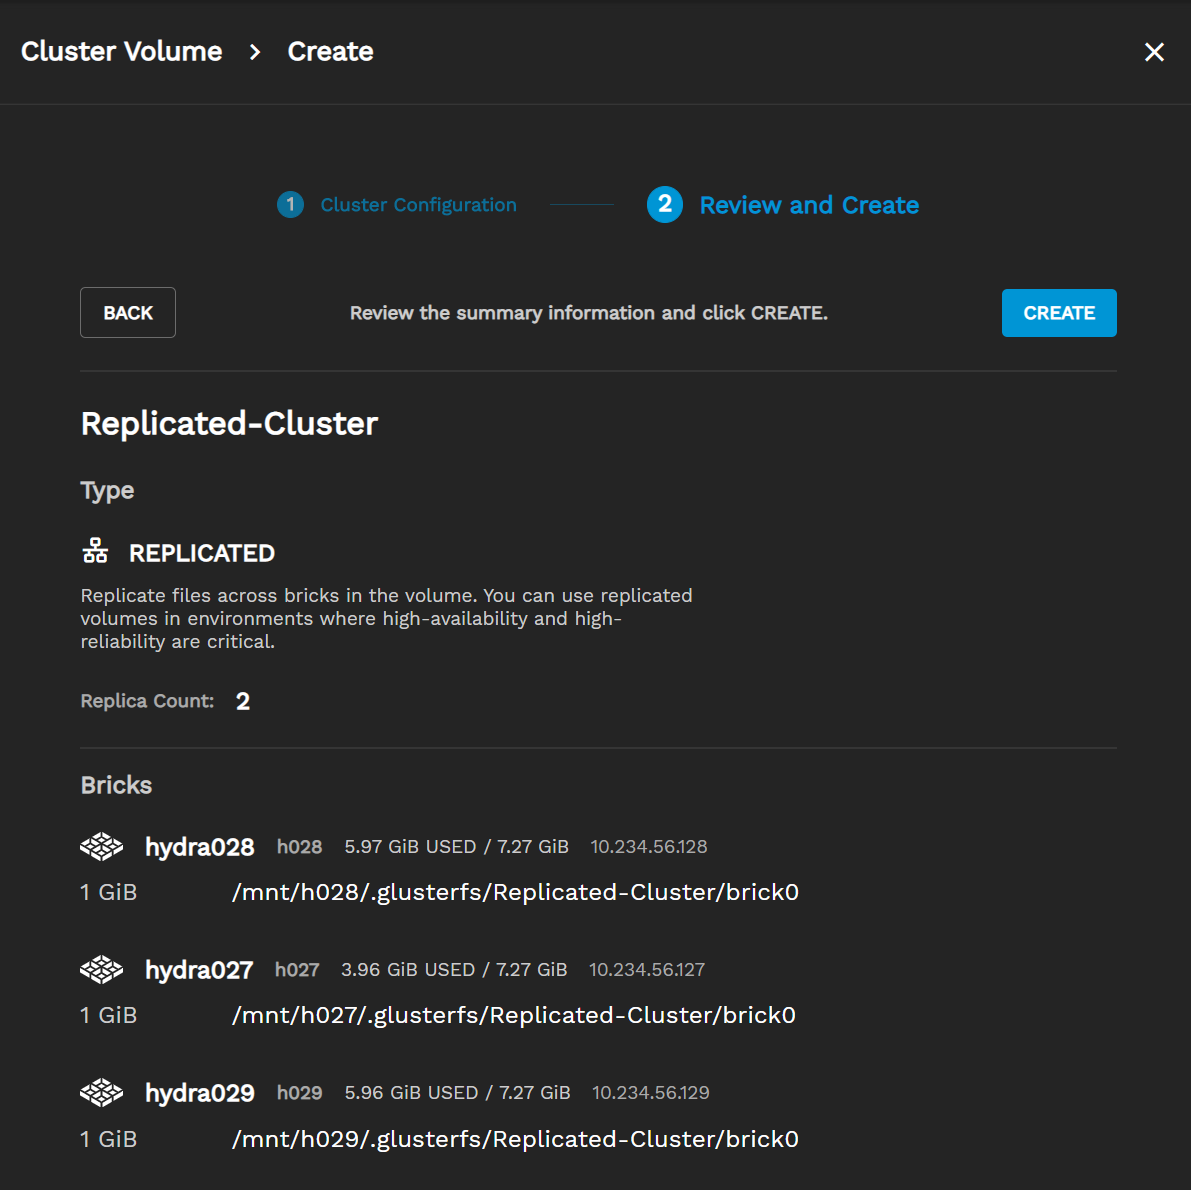 Cluster Volume > Create
1 Cluster Configuration 2 Review and Create
BACK Review the summary information and click CREATE. CREATE
Replicated-Cluster
Type
REPLICATED
Replicate files across bricks in the volume. You can use replicated
volumes in environments where high-availability and high-
reliability are critical.
Replica Count: 2
Bricks
hydra028 h028 5.97 GiB USED / 7.27 GiB 10.234.56.128
1 GiB /mnt/h028/.glusterfs/Replicated-Cluster/brick0
hydra027 h027 3.96 GiB USED / 7.27 GiB 10.234.56.127
1 GiB /mnt/h027/.glusterfs/Replicated-Cluster/brick0
hydra029 h029 5.96 GiB USED / 7.27 GiB 10.234.56.129
1 GiB /mnt/h029/.glusterfs/Replicated-Cluster/brick0